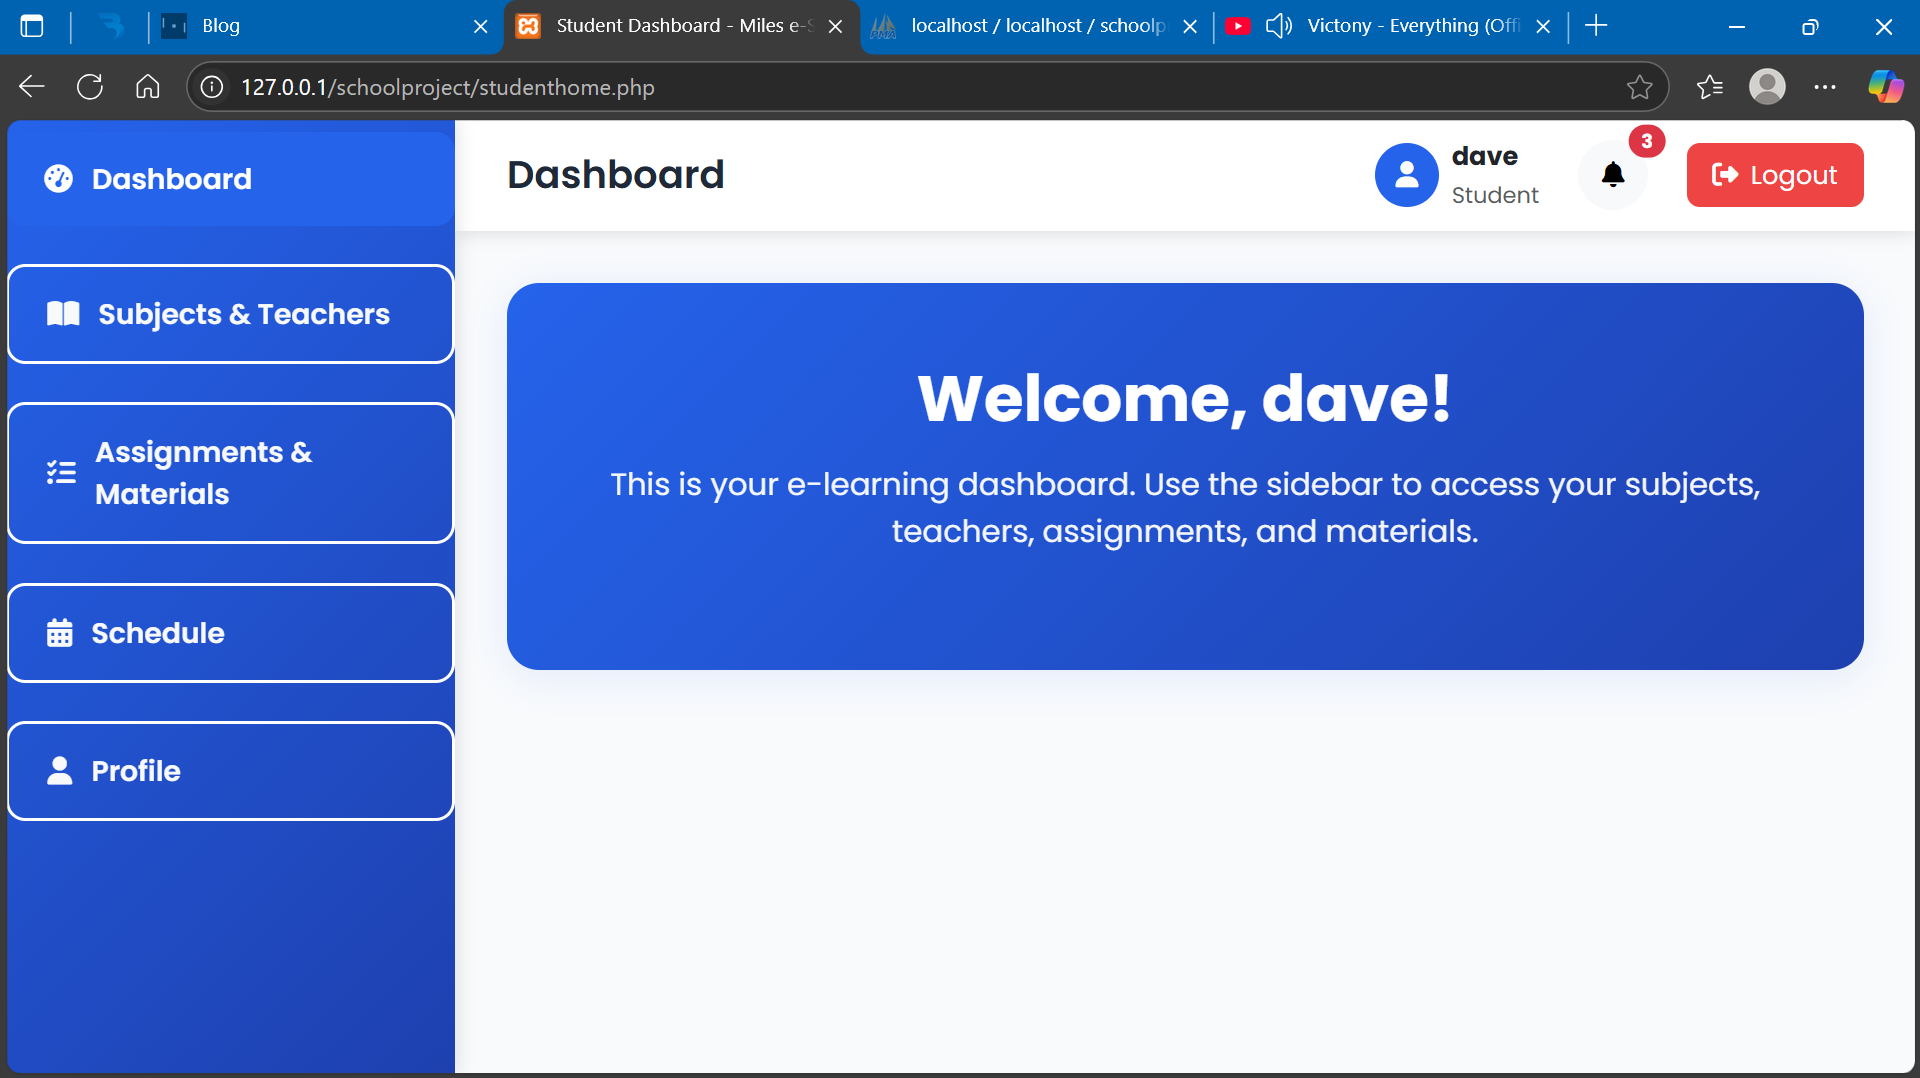 Blog
Student Dashboard - Miles e-S
localhost / localhost / schoolp
Victony - Everything (Offi
127.0.0.1/schoolproject/studenthome.php
Dashboard
Subjects & Teachers
Assignments &
Materials
Schedule
Profile
Dashboard
dave
Student
3
Logout
Welcome, dave!
This is your e-learning dashboard. Use the sidebar to access your subjects,
teachers, assignments, and materials.